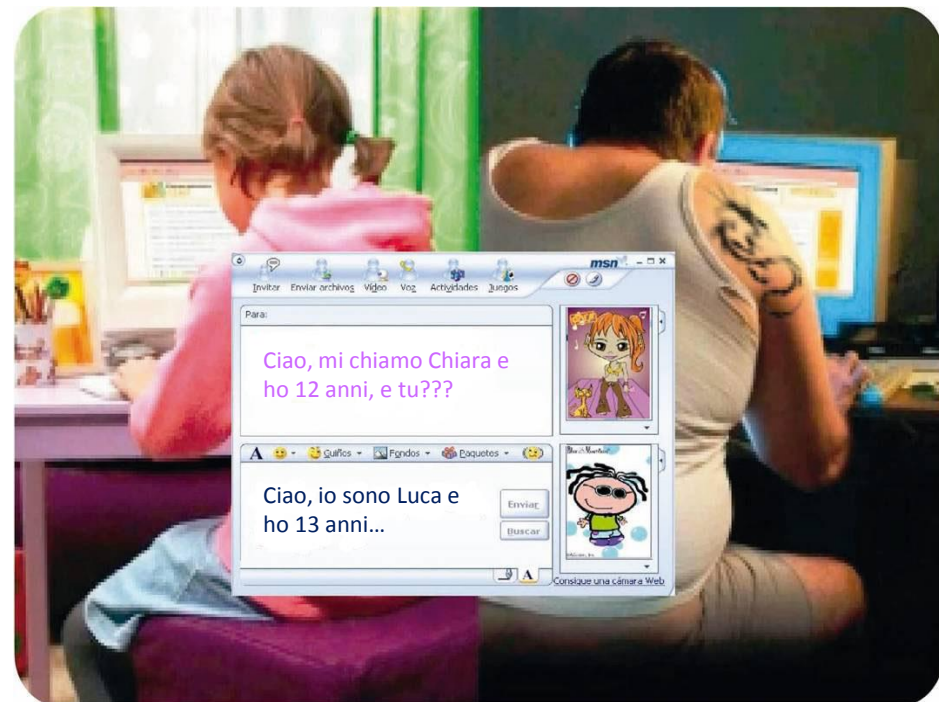 msn
Invitar Enviar archivos Vídeo Voz Actividades Juegos
Para:
Ciao, mi chiamo Chiara e
ho 12 anni, e tu???
A Guiños Fondos Paquetes
Ciao, io sono Luca e
ho 13 anni...
Enviar
Buscar
A
Consigue una cámara Web